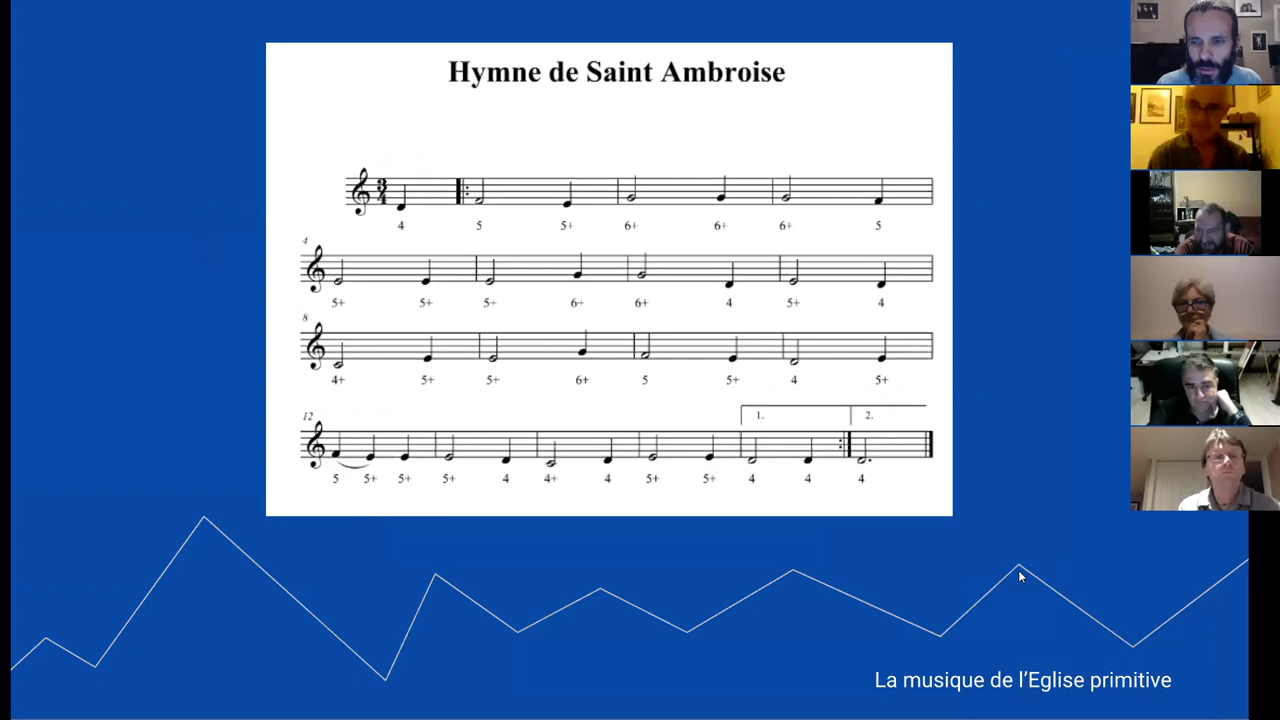 Hymne de Saint Ambroise
3
4
4 5 5+ 6+ 6+ 6+ 5
4
5+ 5+ 5+ 6+ 6+ 4 5+ 4
8
4+ 5+ 5+ 6+ 5 5+ 4 5+
12 1. 2.
5 5+ 5+ 5+ 4 4+ 4 5+ 5+ 4 4 4
La musique de l'Eglise primitive